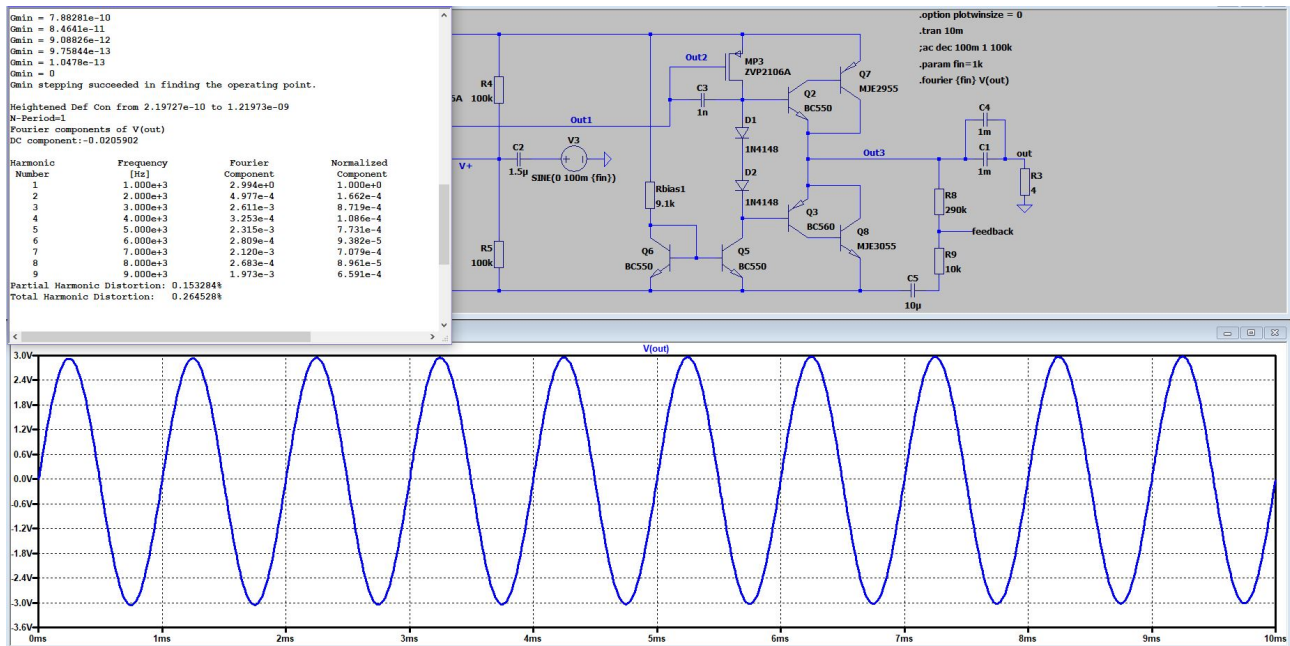 Gmin = 7.88281e-10
Gmin = 8.4641e-11
Gmin = 9.08826e-12
Gmin = 9.75844e-13
Gmin = 1.0478e-13
Gmin = 0
Gmin stepping succeeded in finding the operating point.
Heightened Def Con from 2.19727e-10 to 1.21973e-09
N-Period=1
Fourier components of V(out)
DC component:-0.0205902
Harmonic Frequency Fourier Normalized
Number [Hz] Component Component
1 1.000e+3 2.994e+0 1.000e+0
2 2.000e+3 4.977e-4 1.662e-4
3 3.000e+3 2.611e-3 8.719e-4
4 4.000e+3 3.253e-4 1.086e-4
5 5.000e+3 2.315e-3 7.731e-4
6 6.000e+3 2.809e-4 9.382e-5
7 7.000e+3 2.120e-3 7.079e-4
8 8.000e+3 2.683e-4 8.961e-5
9 9.000e+3 1.973e-3 6.591e-4
Partial Harmonic Distortion: 0.153284%
Total Harmonic Distortion: 0.264528%
.option plotwinsize = 0
.tran 10m
;ac dec 100m 1 100k
.param fin=1k
.fourier {fin} V(out)
Out2
MP3
ZVP2106A
Q7
MJE2955
R4
6A 100k
C3
1n
Q2
BC550
Out1
D1
1N4148
C4
1m
C1
1m
out
R3
4
Out3
V+
C2
1.5µ
V3
SINE(0 100m {fin})
D2
1N4148
Rbias1
9.1k
Q3
BC560
R8
290k
feedback
Q8
MJE3055
R5
100k
Q6
BC550
Q5
BC550
R9
10k
C5
10µ
V(out)
3.0V
2.4V
1.8V
1.2V
0.6V
0.0V
-0.6V
-1.2V
-1.8V
-2.4V
-3.0V
-3.6V
0ms 1ms 2ms 3ms 4ms 5ms 6ms 7ms 8ms 9ms 10ms